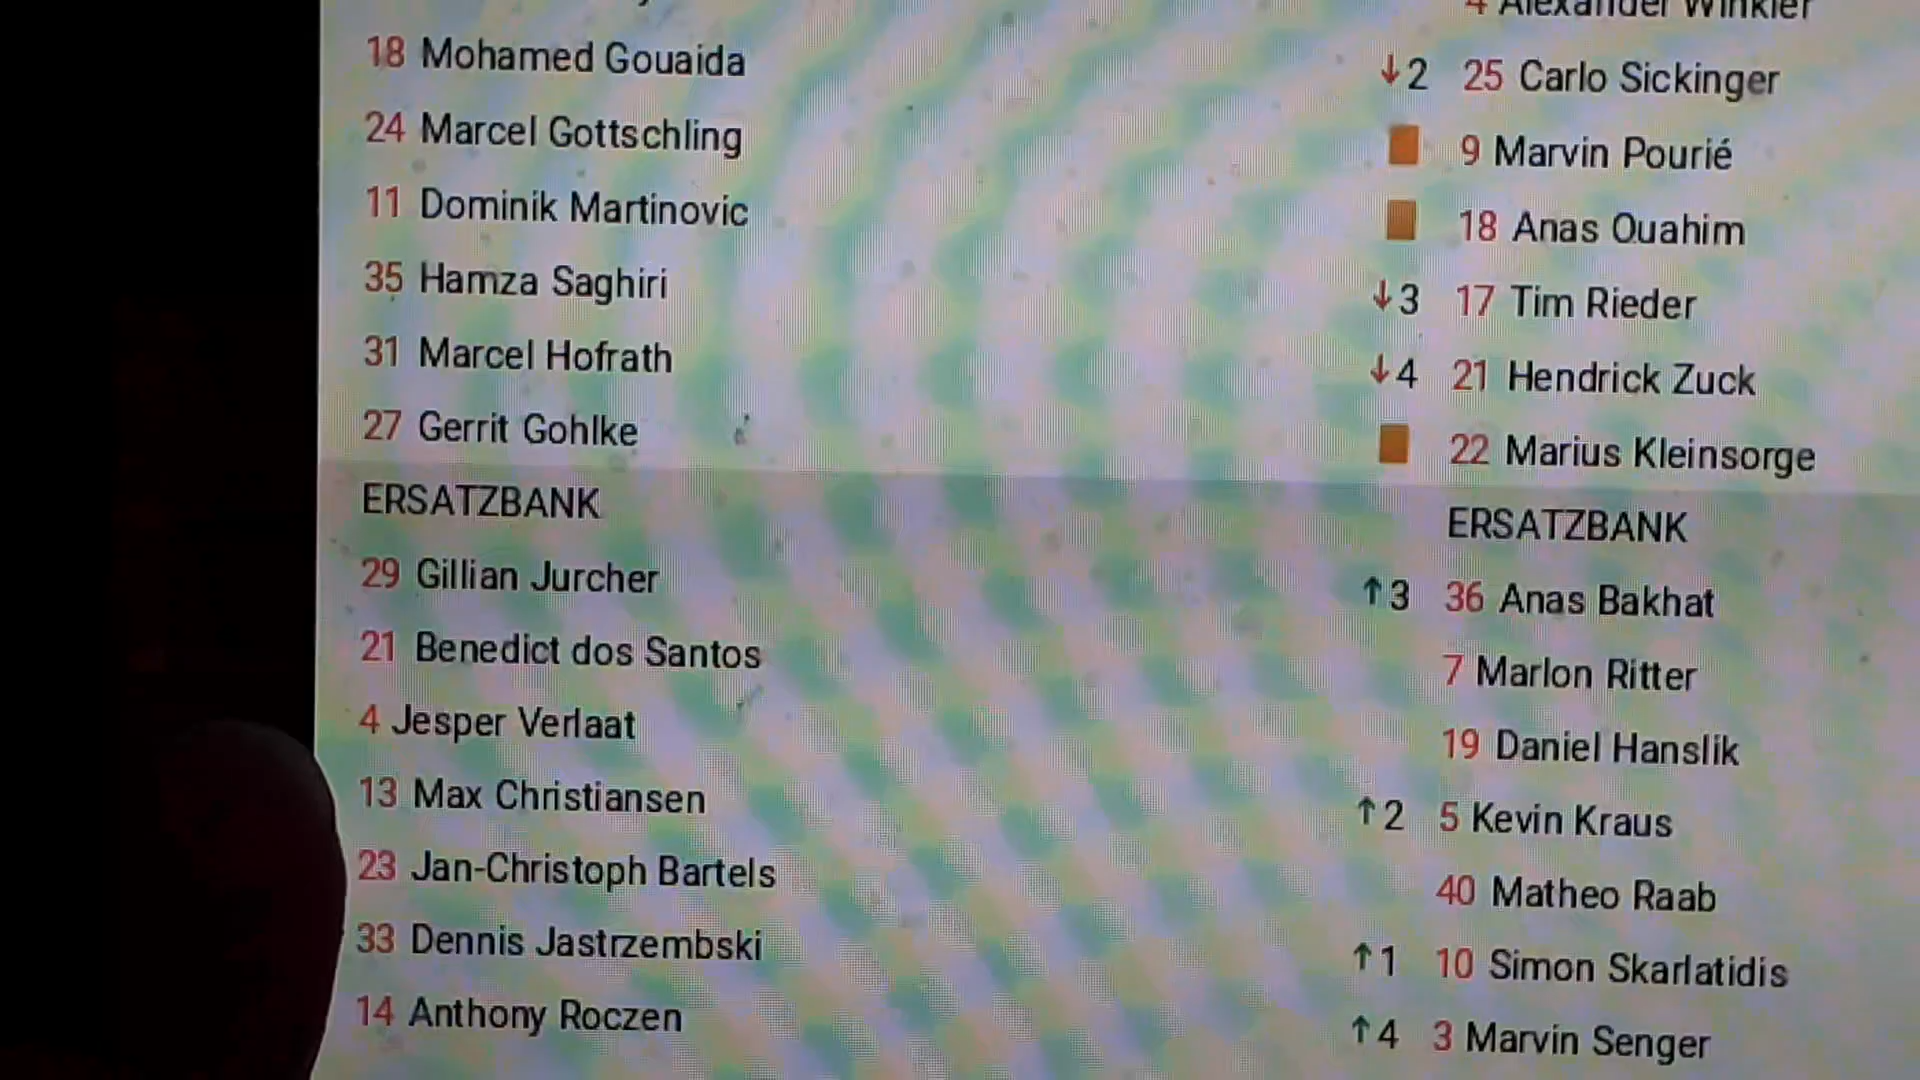 18 Mohamed Gouaida
24 Marcel Gottschling
11 Dominik Martinovic
35 Hamza Saghiri
31 Marcel Hofrath
27 Gerrit Gohlke
ERSATZBANK
29 Gillian Jurcher
21 Benedict dos Santos
4 Jesper Verlaat
13 Max Christiansen
23 Jan-Christoph Bartels
33 Dennis Jastrzembski
14 Anthony Roczen
4 Alexander Winkler
↓2 25 Carlo Sickinger
9 Marvin Pourié
18 Anas Ouahim
↓3 17 Tim Rieder
↓4 21 Hendrick Zuck
22 Marius Kleinsorge
ERSATZBANK
↑3 36 Anas Bakhat
7 Marlon Ritter
19 Daniel Hanslik
↑2 5 Kevin Kraus
40 Matheo Raab
↑1 10 Simon Skarlatidis
↑4 3 Marvin Senger